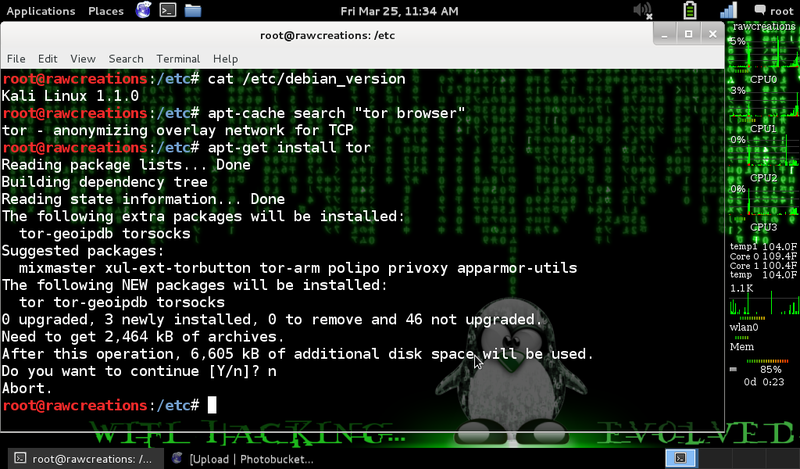 Applications Places Fri Mar 25, 11:34 AM root
root@rawcreations: /etc
File Edit View Search Terminal Help
root@rawcreations:/etc# cat /etc/debian_version
Kali Linux 1.1.0
root@rawcreations:/etc# apt-cache search "tor browser"
tor - anonymizing overlay network for TCP
root@rawcreations:/etc# apt-get install tor
Reading package lists... Done
Building dependency tree
Reading state information... Done
The following extra packages will be installed:
tor-geoipdb torsocks
Suggested packages:
mixmaster xul-ext-torbutton tor-arm polipo privoxy apparmor-utils
The following NEW packages will be installed:
tor tor-geoipdb torsocks
0 upgraded, 3 newly installed, 0 to remove and 46 not upgraded.
Need to get 2,464 kB of archives.
After this operation, 6,605 kB of additional disk space will be used.
Do you want to continue [Y/n]? n
Abort.
root@rawcreations:/etc#
rawcreations
5%
CPU0
3%
CPU1
0%
CPU2
0%
CPU3
temp1 104.0F
Core 0 109.4F
Core 1 100.4F
temp 104.0F
1.1K
wlan0
Mem
85%
0d 0:23
WIFI HACKING... EVOLVED
root@rawcreations: /... [Upload | Photobucket...